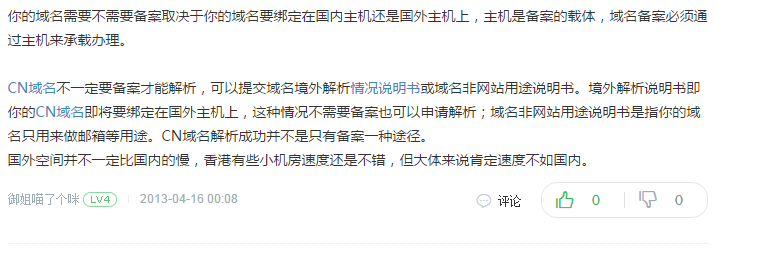 你的域名需要不需要备案取决于你的域名要绑定在国内主机还是国外主机上，主机是备案的载体，域名备案必须通
过主机来承载办理。
CN域名不一定要备案才能解析，可以提交域名境外解析情况说明书或域名非网站用途说明书。境外解析说明书即
你的CN域名即将要绑定在国外主机上，这种情况不需要备案也可以申请解析；域名非网站用途说明书是指你的域
名只用来做邮箱等用途。CN域名解析成功并不是只有备案一种途径。
国外空间并不一定比国内的慢，香港有些小机房速度还是不错，但大体来说肯定速度不如国内。
御姐喵了个咪 LV4 2013-04-16 00:08 评论 0 0